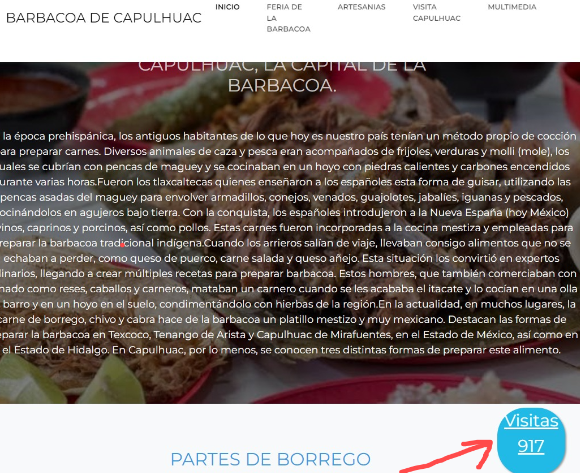 BARBACOA DE CAPULHUAC
INICIO
FERIA DE
LA
BARBACOA
ARTESANIAS
VISITA
CAPULHUAC
MULTIMEDIA
CAPULHUAC, LA CAPITAL DE LA
BARBACOA.
la época prehispánica, los antiguos habitantes de lo que hoy es nuestro país tenían un método propio de cocción
ara preparar carnes. Diversos animales de caza y pesca eran acompañados de frijoles, verduras y molli (mole), los
uales se cubrían con pencas de maguey y se cocinaban en un hoyo con piedras calientes y carbones encendidos
urante varias horas.Fueron los tlaxcaltecas quienes enseñaron a los españoles esta forma de guisar, utilizando las
pencas asadas del maguey para envolver armadillos, conejos, venados, guajolotes, jabalíes, iguanas y pescados,
ocinándolos en agujeros bajo tierra. Con la conquista, los españoles introdujeron a la Nueva España (hoy México)
vinos, caprinos y porcinos, así como pollos. Estas carnes fueron incorporadas a la cocina mestiza y empleadas para
reparar la barbacoa tradicional indígena.Cuando los arrieros salían de viaje, llevaban consigo alimentos que no se
echaban a perder, como queso de puerco, carne salada y queso añejo. Esta situación los convirtió en expertos
linarios, llegando a crear múltiples recetas para preparar barbacoa. Estos hombres, que también comerciaban con
nado como reses, caballos y carneros, mataban un carnero cuando se les acababa el itacate y lo cocían en una olla
barro y en un hoyo en el suelo, condimentándolo con hierbas de la región.En la actualidad, en muchos lugares, la
carne de borrego, chivo y cabra hace de la barbacoa un platillo mestizo y muy mexicano. Destacan las formas de
eparar la barbacoa en Texcoco, Tenango de Arista y Capulhuac de Mirafuentes, en el Estado de México, así como en
el Estado de Hidalgo. En Capulhuac, por lo menos, se conocen tres distintas formas de preparar este alimento.
Visitas
917
PARTES DE BORREGO